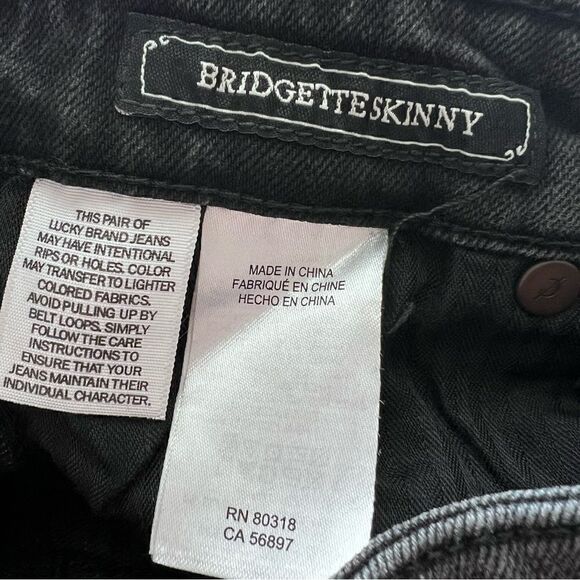 BRIDGETTE SKINNY
THIS PAIR OF
LUCKY BRAND JEANS
MAY HAVE INTENTIONAL
RIPS OR HOLES. COLOR
MAY TRANSFER TO LIGHTER
COLORED FABRICS.
AVOID PULLING UP BY
BELT LOOPS. SIMPLY
FOLLOW THE CARE
INSTRUCTIONS TO
ENSURE THAT YOUR
JEANS MAINTAIN THEIR
INDIVIDUAL CHARACTER.
MADE IN CHINA
FABRIQUÉ EN CHINE
HECHO EN CHINA
RN 80318
CA 56897